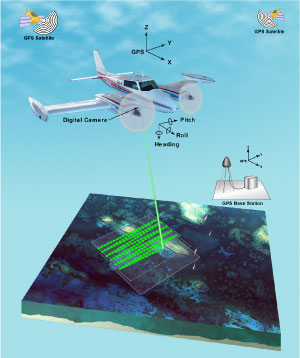 GPS Satellite
GPS Satellite
Z
Y
GPS
X
Digital Camera
Pitch
Roll
Heading
GPS Base Station